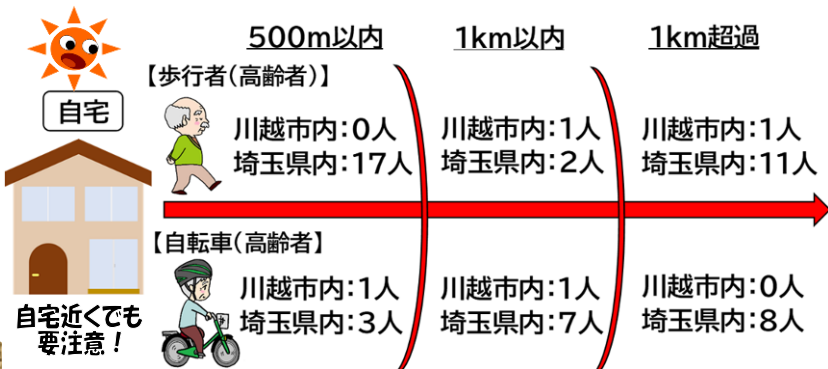 500m以内
1km以内
1km超過
【歩行者(高齢者)】
自宅
川越市内:0人
埼玉県内:17人
川越市内:1人
埼玉県内:2人
川越市内:1人
埼玉県内:11人
【自転車(高齢者】
川越市内:1人
埼玉県内:3人
川越市内:1人
埼玉県内:7人
川越市内:0人
埼玉県内:8人
自宅近くでも
要注意!